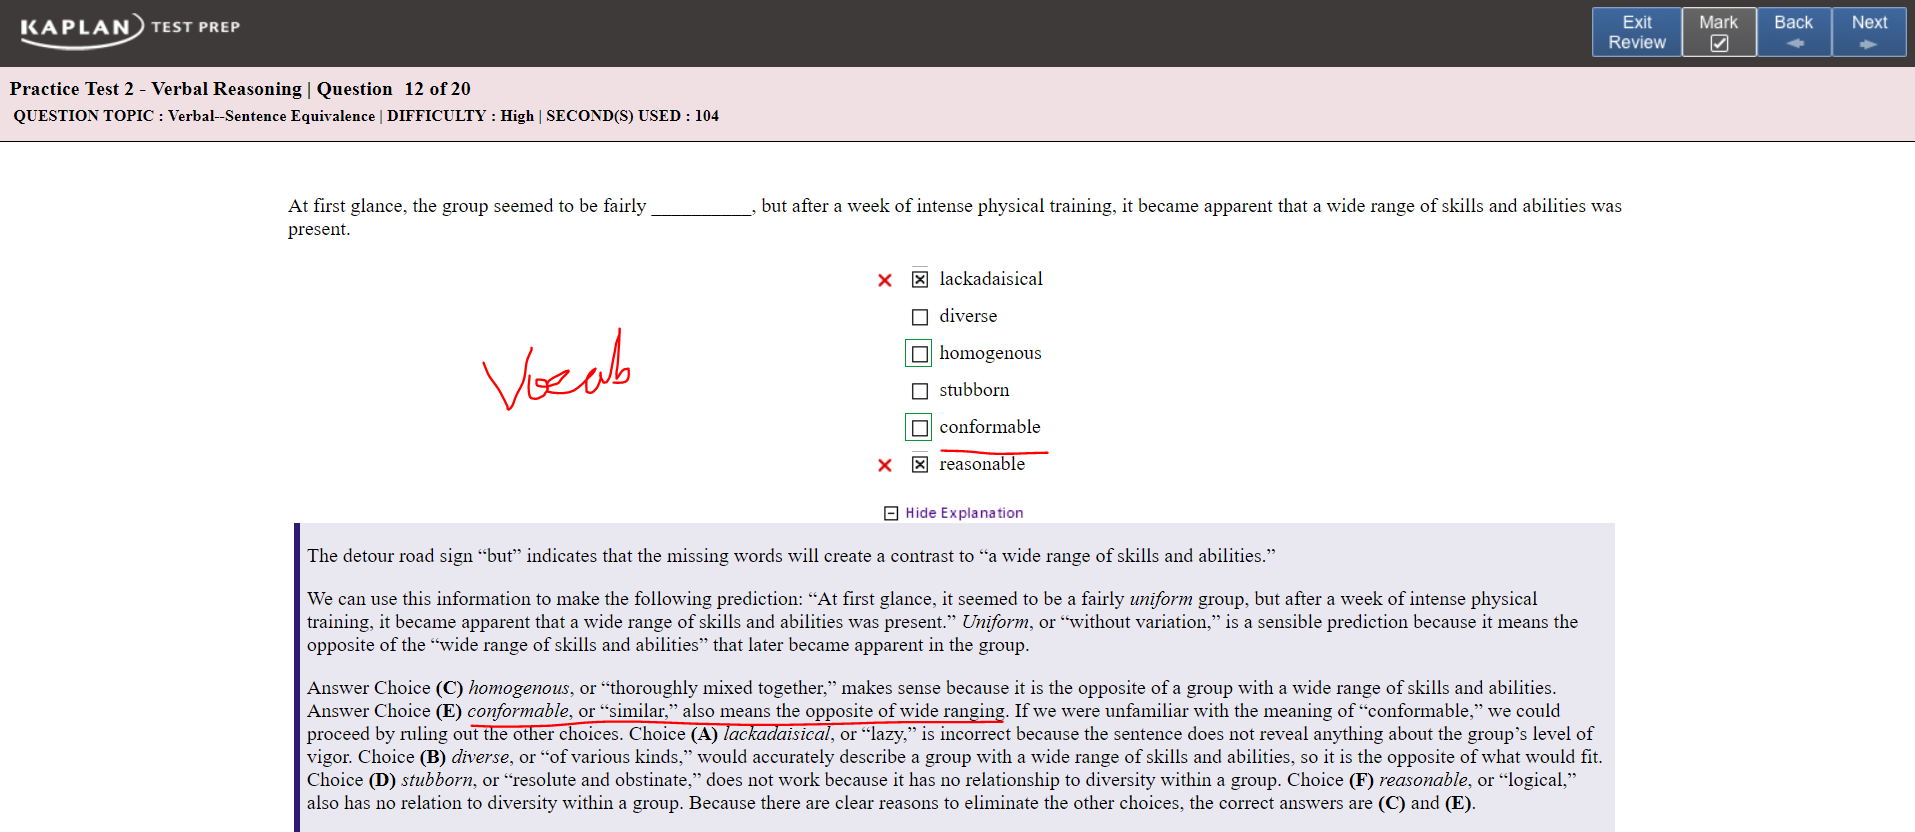 KAPLAN TEST PREP
Exit Review
Mark
Back
Next
Practice Test 2 - Verbal Reasoning | Question 12 of 20
QUESTION TOPIC : Verbal--Sentence Equivalence | DIFFICULTY : High | SECOND(S) USED : 104
At first glance, the group seemed to be fairly __________, but after a week of intense physical training, it became apparent that a wide range of skills and abilities was
present.
lackadaisical
diverse
homogenous
Vocab
stubborn
conformable
reasonable
Hide Explanation
The detour road sign “but” indicates that the missing words will create a contrast to “a wide range of skills and abilities.”
We can use this information to make the following prediction: “At first glance, it seemed to be a fairly uniform group, but after a week of intense physical
training, it became apparent that a wide range of skills and abilities was present.” Uniform, or “without variation,” is a sensible prediction because it means the
opposite of the “wide range of skills and abilities” that later became apparent in the group.
Answer Choice (C) homogenous, or “thoroughly mixed together,” makes sense because it is the opposite of a group with a wide range of skills and abilities.
Answer Choice (E) conformable, or “similar,” also means the opposite of wide ranging. If we were unfamiliar with the meaning of “conformable,” we could
proceed by ruling out the other choices. Choice (A) lackadaisical, or “lazy,” is incorrect because the sentence does not reveal anything about the group’s level of
vigor. Choice (B) diverse, or “of various kinds,” would accurately describe a group with a wide range of skills and abilities, so it is the opposite of what would fit.
Choice (D) stubborn, or “resolute and obstinate,” does not work because it has no relationship to diversity within a group. Choice (F) reasonable, or “logical,”
also has no relation to diversity within a group. Because there are clear reasons to eliminate the other choices, the correct answers are (C) and (E).